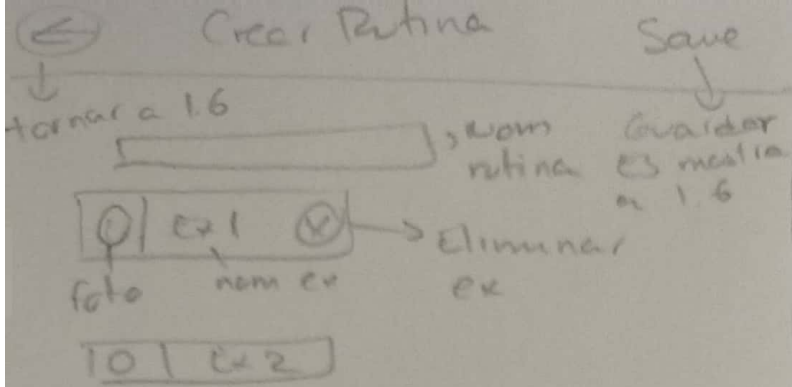 Crear Rutina
Save
tornar a 1.6
nom
rutina
Guardar
es mostra
a 1.6
ex 1
Eliminar
ex
foto
nom ex
ex 2